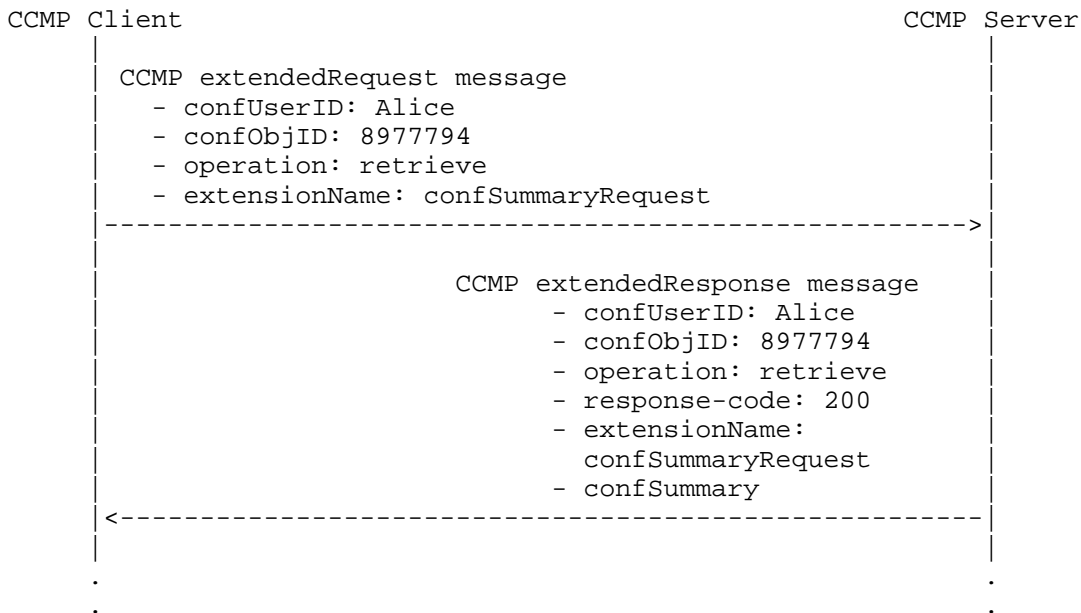 CCMP Client CCMP Server
CCMP extendedRequest message
- confUserID: Alice
- confObjID: 8977794
- operation: retrieve
- extensionName: confSummaryRequest
CCMP extendedResponse message
- confUserID: Alice
- confObjID: 8977794
- operation: retrieve
- response-code: 200
- extensionName:
confSummaryRequest
- confSummary